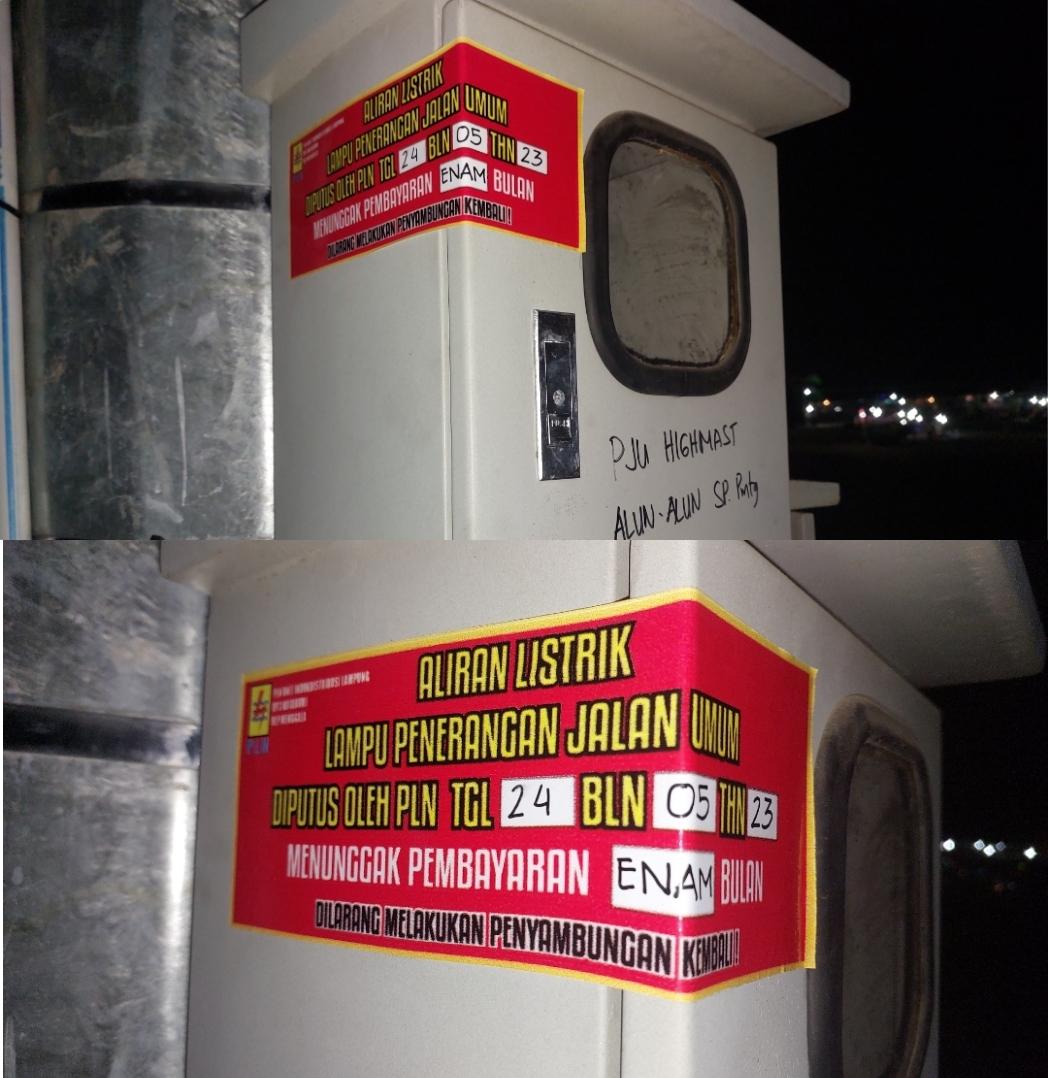 ALIRAN LISTRIK
LAMPU PENERANGAN JALAN UMUM
DIPUTUS OLEH PLN TGL 24 BLN 05 THN 23
MENUNGGAK PEMBAYARAN ENAM BULAN
DILARANG MELAKUKAN PENYAMBUNGAN KEMBALI!
PJU HIGHMAST
ALUN-ALUN SP.
PLN
ALIRAN LISTRIK
LAMPU PENERANGAN JALAN UMUM
DIPUTUS OLEH PLN TGL 24 BLN 05 THN 23
MENUNGGAK PEMBAYARAN ENAM BULAN
DILARANG MELAKUKAN PENYAMBUNGAN KEMBALI!